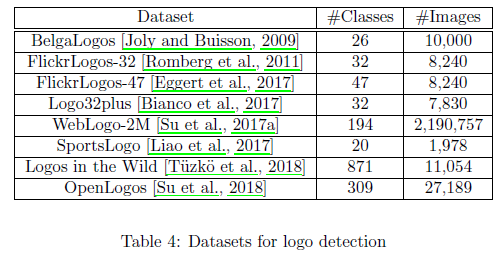 Dataset #Classes #Images
BelgaLogos [Joly and Buisson, 2009] 26 10,000
FlickrLogos-32 [Romberg et al., 2011] 32 8,240
FlickrLogos-47 [Eggert et al., 2017] 47 8,240
Logo32plus [Bianco et al., 2017] 32 7,830
WebLogo-2M [Su et al., 2017a] 194 2,190,757
SportsLogo [Liao et al., 2017] 20 1,978
Logos in the Wild [Tüzkö et al., 2018] 871 11,054
OpenLogos [Su et al., 2018] 309 27,189
Table 4: Datasets for logo detection